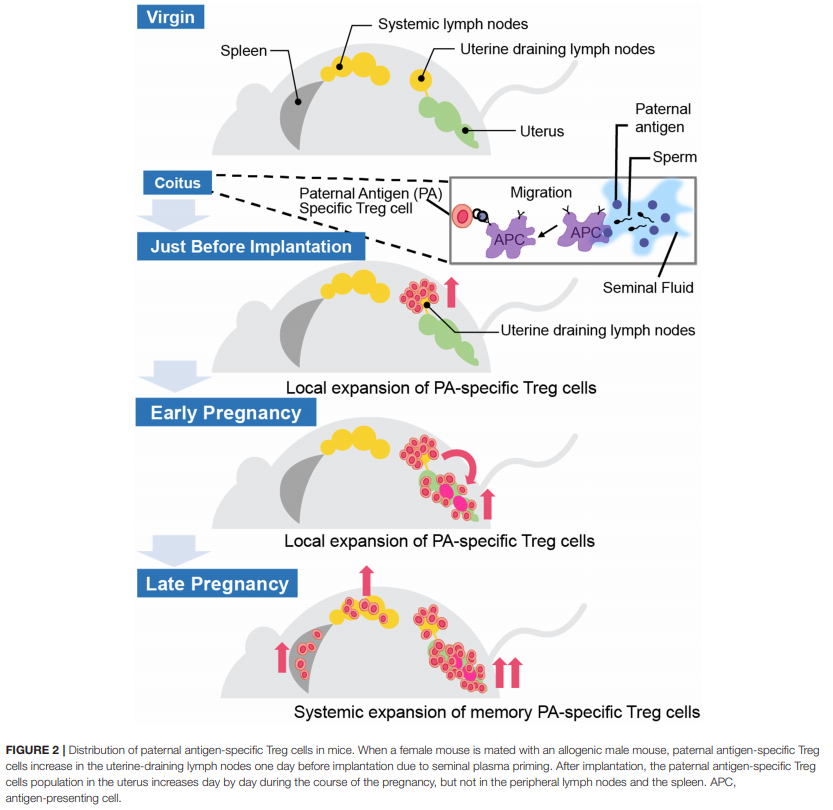 Virgin
Systemic lymph nodes
Spleen
Uterine draining lymph nodes
Uterus
Paternal
antigen
Sperm
Coitus
Paternal Antigen (PA)
Specific Treg cell
Migration
APC
APC
Seminal Fluid
Just Before Implantation
Uterine draining lymph nodes
Local expansion of PA-specific Treg cells
Early Pregnancy
Local expansion of PA-specific Treg cells
Late Pregnancy
Systemic expansion of memory PA-specific Treg cells
FIGURE 2 | Distribution of paternal antigen-specific Treg cells in mice. When a female mouse is mated with an allogenic male mouse, paternal antigen-specific Treg
cells increase in the uterine-draining lymph nodes one day before implantation due to seminal plasma priming. After implantation, the paternal antigen-specific Treg
cells population in the uterus increases day by day during the course of the pregnancy, but not in the peripheral lymph nodes and the spleen. APC,
antigen-presenting cell.